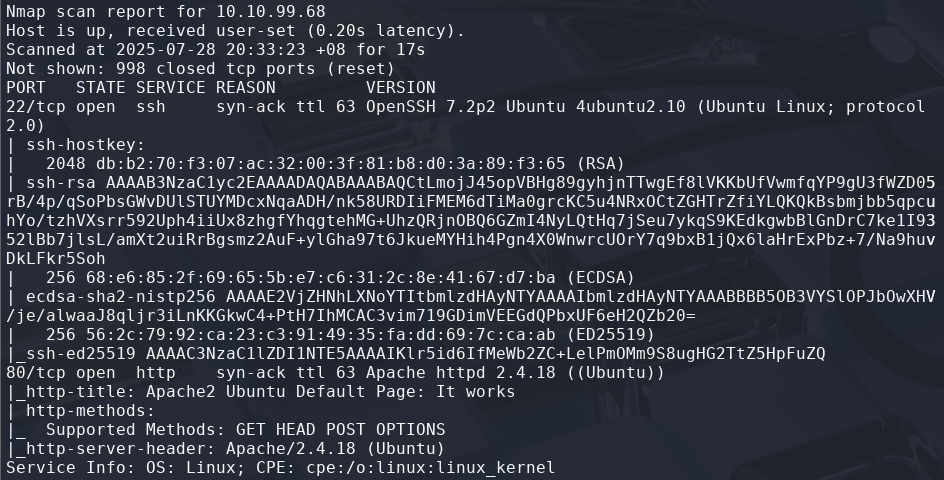 Nmap scan report for 10.10.99.68
Host is up, received user-set (0.20s latency).
Scanned at 2025-07-28 20:33:23 +08 for 17s
Not shown: 998 closed tcp ports (reset)
PORT   STATE SERVICE REASON         VERSION
22/tcp open  ssh     syn-ack ttl 63 OpenSSH 7.2p2 Ubuntu 4ubuntu2.10 (Ubuntu Linux; protocol
2.0)
| ssh-hostkey:
|   2048 db:b2:70:f3:07:ac:32:00:3f:81:b8:d0:3a:89:f3:65 (RSA)
| ssh-rsa AAAAB3NzaC1yc2EAAAADAQABAAABAQCtLmojJ45opVBHg89gyhjnTTwgEf8lVKKbUfVwmfqYP9gU3fWZD05
rB/4p/qSoPbsGWvDUlSTUYMDcxNqaADH/nk58URDIiFMEM6dTiMa0grcKC5u4NRxOCtZGHTrZfiYLQKQkBsbmjbb5qpcu
hYo/tzhVXsrr592Uph4iiUx8zhgfYhqgtehMG+UhzQRjnOBQ6GZmI4NyLQtHq7jSeu7ykqS9KEdkgwbBlGnDrC7ke1I93
52lBb7jlsL/amXt2uiRrBgsmz2AuF+ylGha97t6JkueMYHih4Pgn4X0WnwrcUOrY7q9bxB1jQx6laHrExPbz+7/Na9huv
DkLFkr5Soh
|   256 68:e6:85:2f:69:65:5b:e7:c6:31:2c:8e:41:67:d7:ba (ECDSA)
| ecdsa-sha2-nistp256 AAAAE2VjZHNhLXNoYTItbmlzdHAyNTYAAAAIbmlzdHAyNTYAAABBBB5OB3VYSlOPJbOwXHV
/je/alwaaJ8qljr3iLnKKGkwC4+PtH7IhMCAC3vim719GDimVEEGdQPbxUF6eH2QZb20=
|   256 56:2c:79:92:ca:23:c3:91:49:35:fa:dd:69:7c:ca:ab (ED25519)
|_ssh-ed25519 AAAAC3NzaC1lZDI1NTE5AAAAIKlr5id6IfMeWb2ZC+LelPmOMm9S8ugHG2TtZ5HpFuZQ
80/tcp open  http    syn-ack ttl 63 Apache httpd 2.4.18 ((Ubuntu))
|_http-title: Apache2 Ubuntu Default Page: It works
| http-methods:
|_  Supported Methods: GET HEAD POST OPTIONS
|_http-server-header: Apache/2.4.18 (Ubuntu)
Service Info: OS: Linux; CPE: cpe:/o:linux:linux_kernel